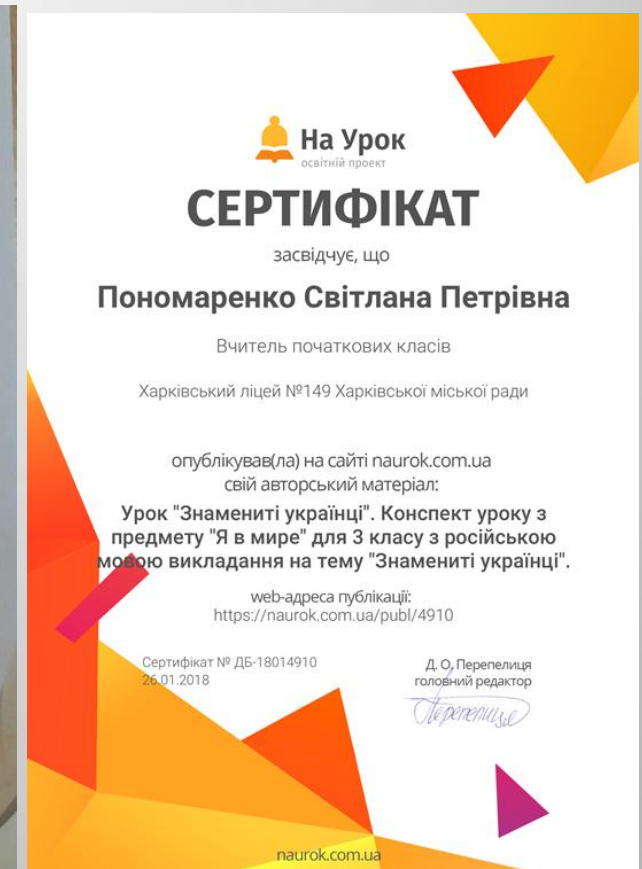 На Урок
освітній проект
СЕРТИФІКАТ
засвідчує, що
Пономаренко Світлана Петрівна
Вчитель початкових класів
Харківський ліцей №149 Харківської міської ради
опублікував(ла) на сайті naurok.com.ua
свій авторський матеріал:
Урок "Знамениті українці". Конспект уроку з
предмету "Я в мире" для 3 класу з російською
мовою викладання на тему "Знамениті українці".
web-адреса публікації:
https://naurok.com.ua/publ/4910
Сертифікат № ДБ-18014910
26.01.2018
Д. О. Перепелиця
головний редактор
Перепелиця
naurok.com.ua